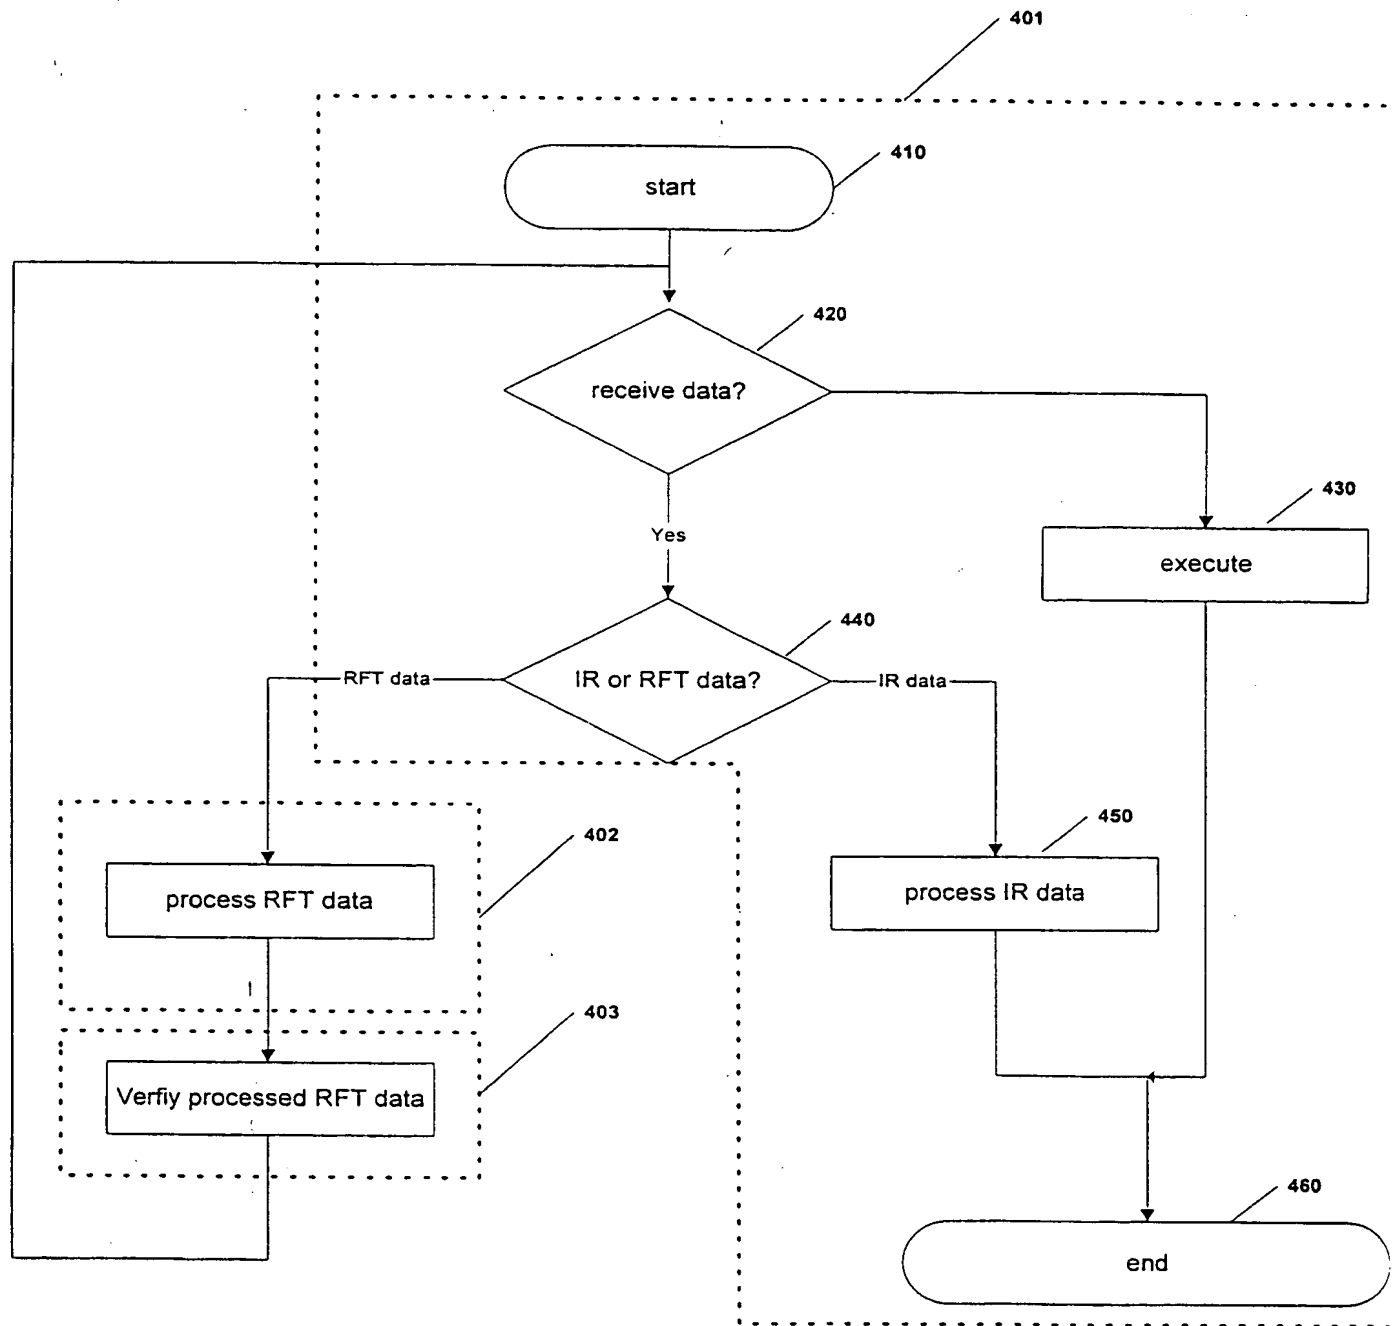 401
410
start
420
receive data?
430
Yes
execute
440
RFT data
IR or RFT data?
IR data
450
402
process RFT data
process IR data
403
Verfiy processed RFT data
460
end